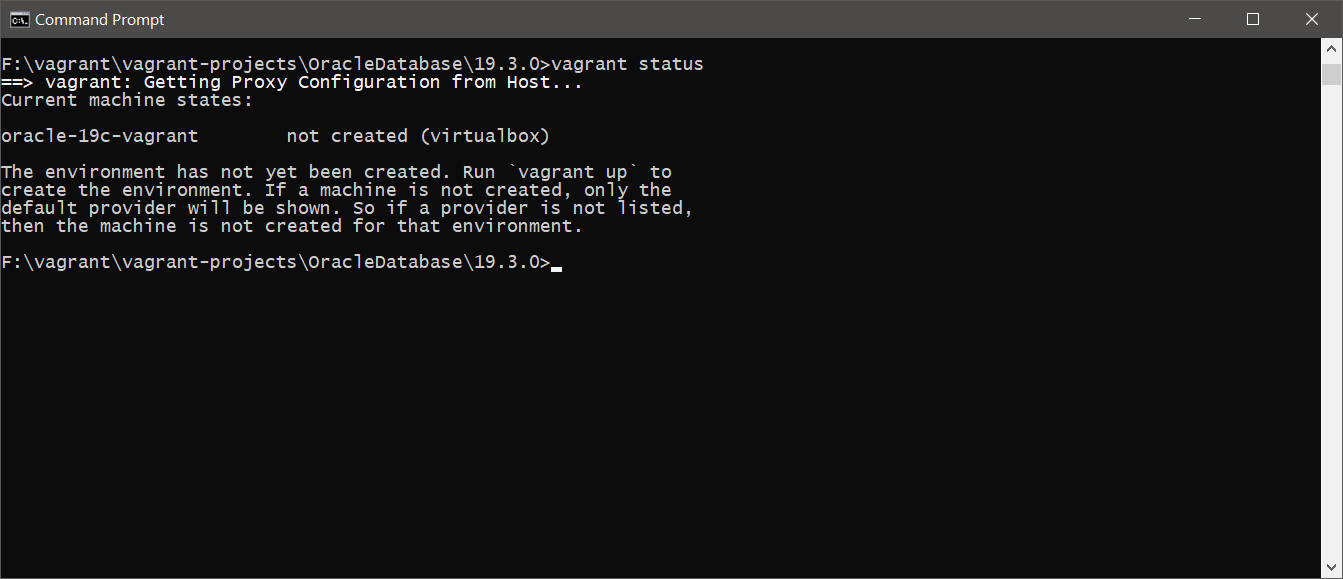 Command Prompt
F:\vagrant\vagrant-projects\OracleDatabase\19.3.0>vagrant status
==> vagrant: Getting Proxy Configuration from Host...
Current machine states:
oracle-19c-vagrant        not created (virtualbox)
The environment has not yet been created. Run `vagrant up` to
create the environment. If a machine is not created, only the
default provider will be shown. So if a provider is not listed,
then the machine is not created for that environment.
F:\vagrant\vagrant-projects\OracleDatabase\19.3.0>